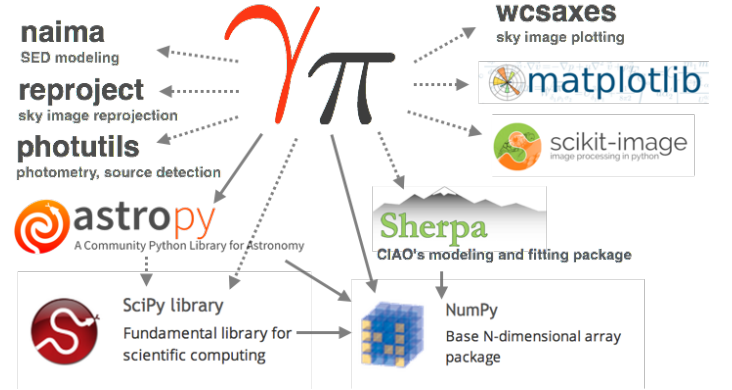 naima
SED modeling
reproject
sky image reprojection
photutils
photometry, source detection
γπ
wcsaxes
sky image plotting
matplotlib
scikit-image
image processing in python
astropy
A Community Python Library for Astronomy
Sherpa
CIAO's modeling and fitting package
SciPy library
Fundamental library for
scientific computing
NumPy
Base N-dimensional array
package